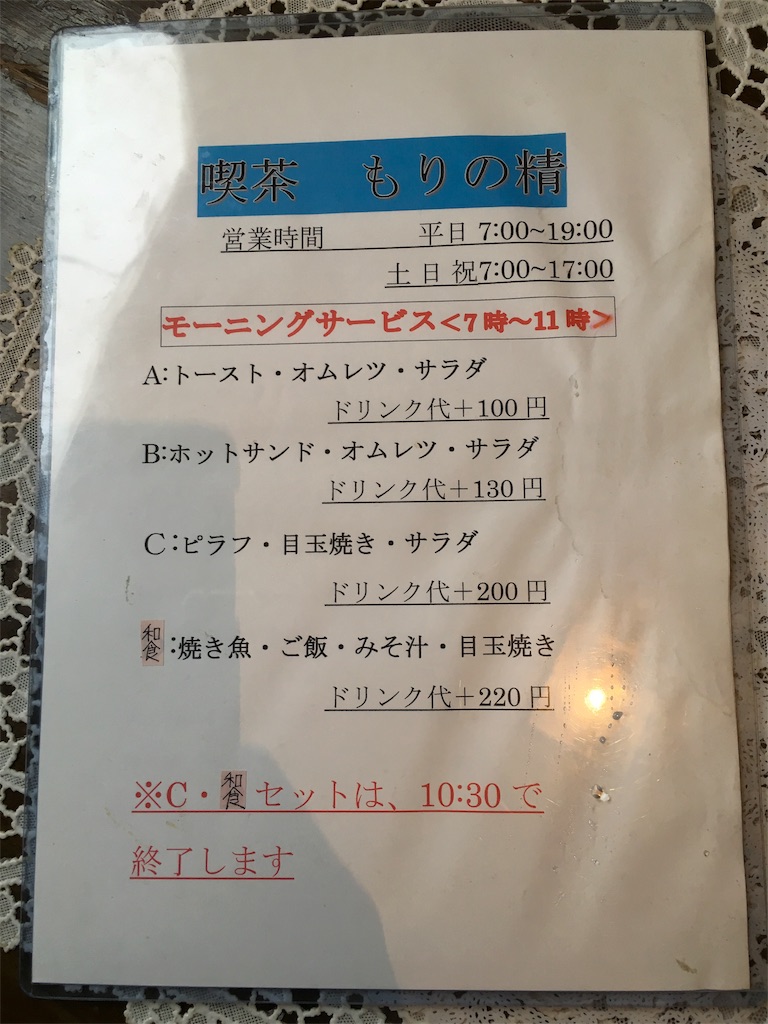 喫茶　もりの精
営業時間　平日 7:00~19:00
土 日 祝7:00~17:00
モーニングサービス<7時～11時>
A:トースト・オムレツ・サラダ
ドリンク代＋100円
B:ホットサンド・オムレツ・サラダ
ドリンク代＋130円
C:ピラフ・目玉焼き・サラダ
ドリンク代＋200円
和食:焼き魚・ご飯・みそ汁・目玉焼き
ドリンク代＋220円
※C・和食セットは、10:30で
終了します